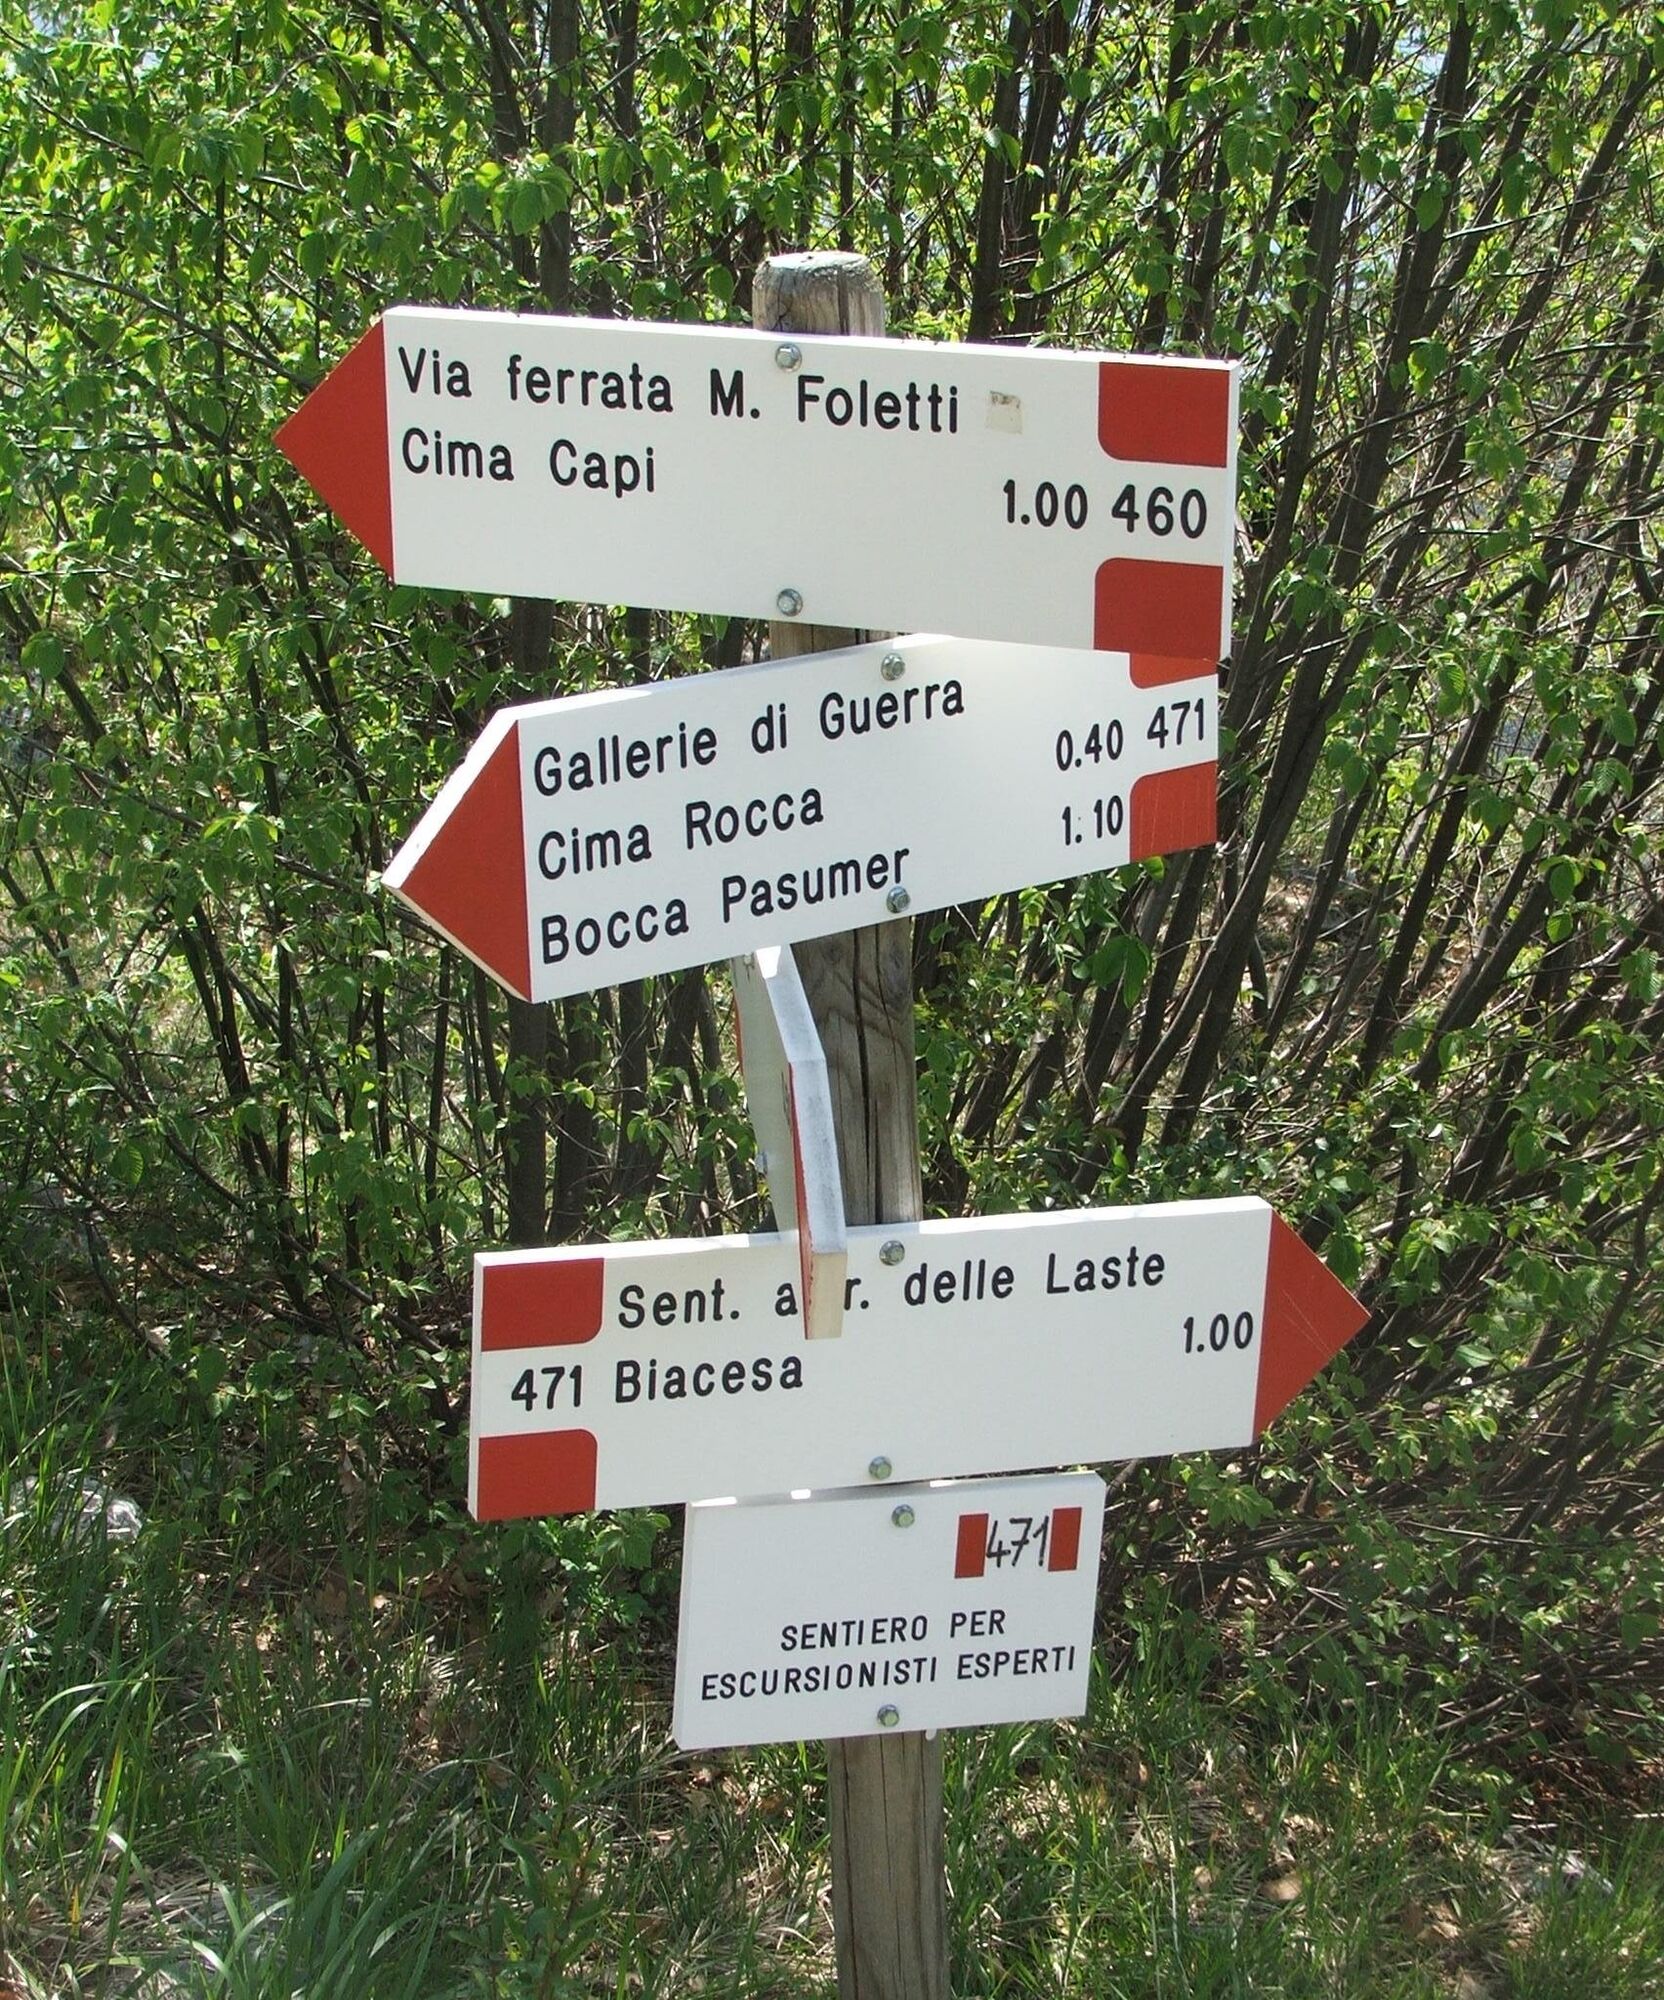 Via ferrata M. Foletti
Cima Capi
1.00 460
Gallerie di Guerra
Cima Rocca 0.40 471
Bocca Pasumer 1.10
Sent. delle Laste
471 Biacesa 1.00
471
SENTIERO PER
ESCURSIONISTI ESPERTI